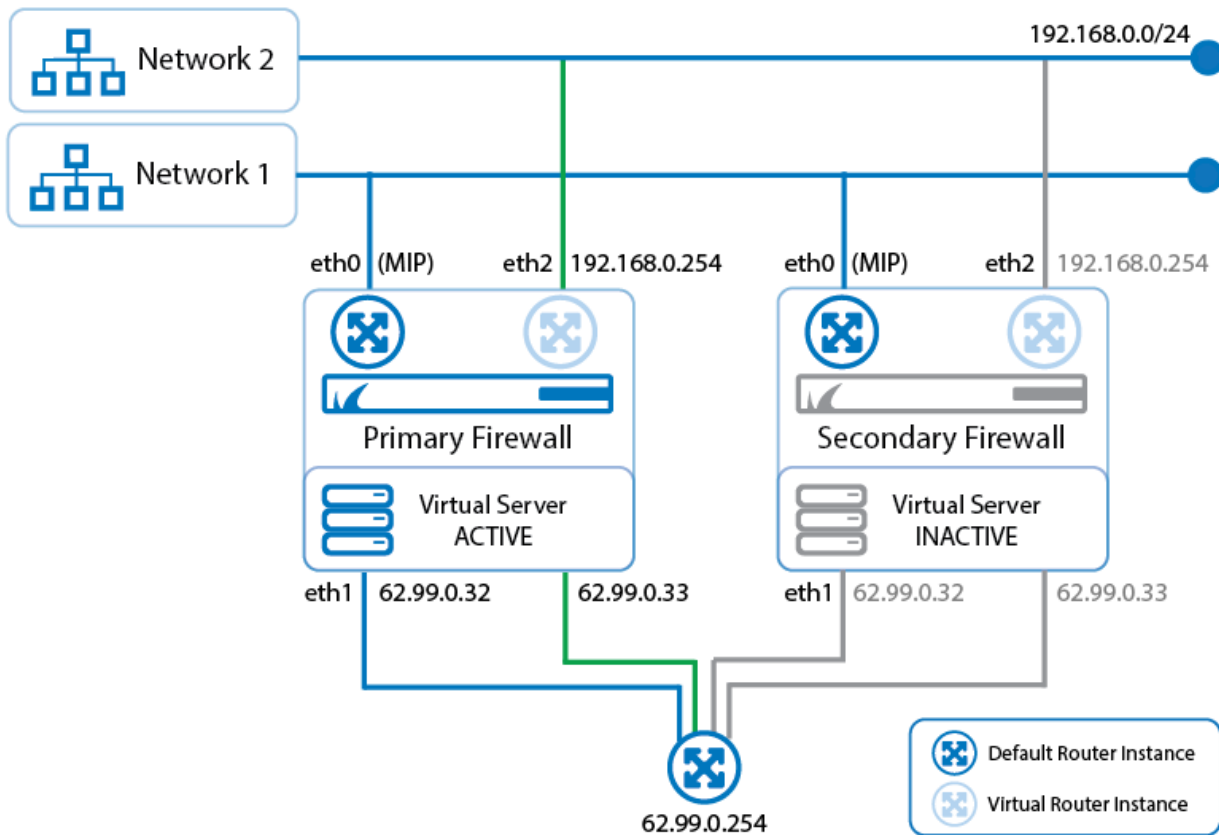 192.168.0.0/24
Network 2
Network 1
eth0 (MIP) eth2 192.168.0.254 eth0 (MIP) eth2 192.168.0.254
Primary Firewall Secondary Firewall
Virtual Server Virtual Server
ACTIVE INACTIVE
eth1 62.99.0.32 62.99.0.33 eth1 62.99.0.32 62.99.0.33
Default Router Instance
Virtual Router Instance
62.99.0.254